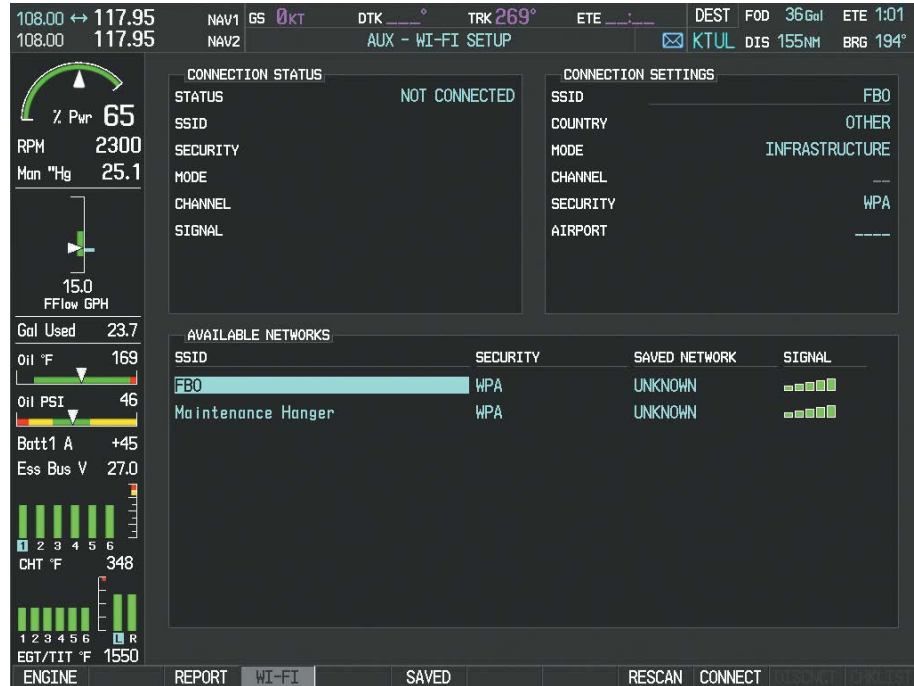 108.00 ↔ 117.95 NAV1 GS 0KT DTK ___° TRK 269° ETE __:__ DEST FOD 36Gal ETE 1:01
108.00 117.95 NAV2 AUX - WI-FI SETUP KTUL DIS 155NM BRG 194°
% Pwr 65
RPM 2300
Man "Hg 25.1
15.0
FFlow GPH
Gal Used 23.7
Oil °F 169
Oil PSI 46
Batt1 A +45
Ess Bus V 27.0
1 2 3 4 5 6
CHT °F 348
1 2 3 4 5 6 L R
EGT/TIT °F 1550
CONNECTION STATUS
STATUS NOT CONNECTED
SSID
SECURITY
MODE
CHANNEL
SIGNAL
CONNECTION SETTINGS
SSID FBO
COUNTRY OTHER
MODE INFRASTRUCTURE
CHANNEL __
SECURITY WPA
AIRPORT ____
AVAILABLE NETWORKS
SSID SECURITY SAVED NETWORK SIGNAL
FBO WPA UNKNOWN
Maintenance Hanger WPA UNKNOWN
ENGINE REPORT WI-FI SAVED RESCAN CONNECT DISCNCT CHKLIST